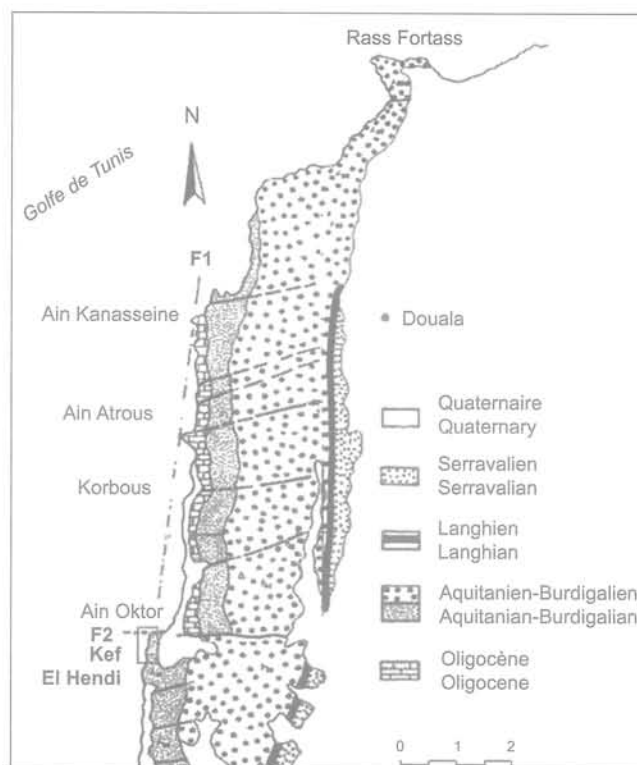 Rass Fortass
N
Golfe de Tunis
F1
Ain Kanasseine
Douala
Ain Atrous
Quaternaire
Quaternary
Serravalien
Serravalian
Korbous
Langhien
Langhian
Aquitanien-Burdigalien
Aquitanian-Burdigalian
Ain Oktor
F2
Kef
El Hendi
Oligocène
Oligocene
0 1 2